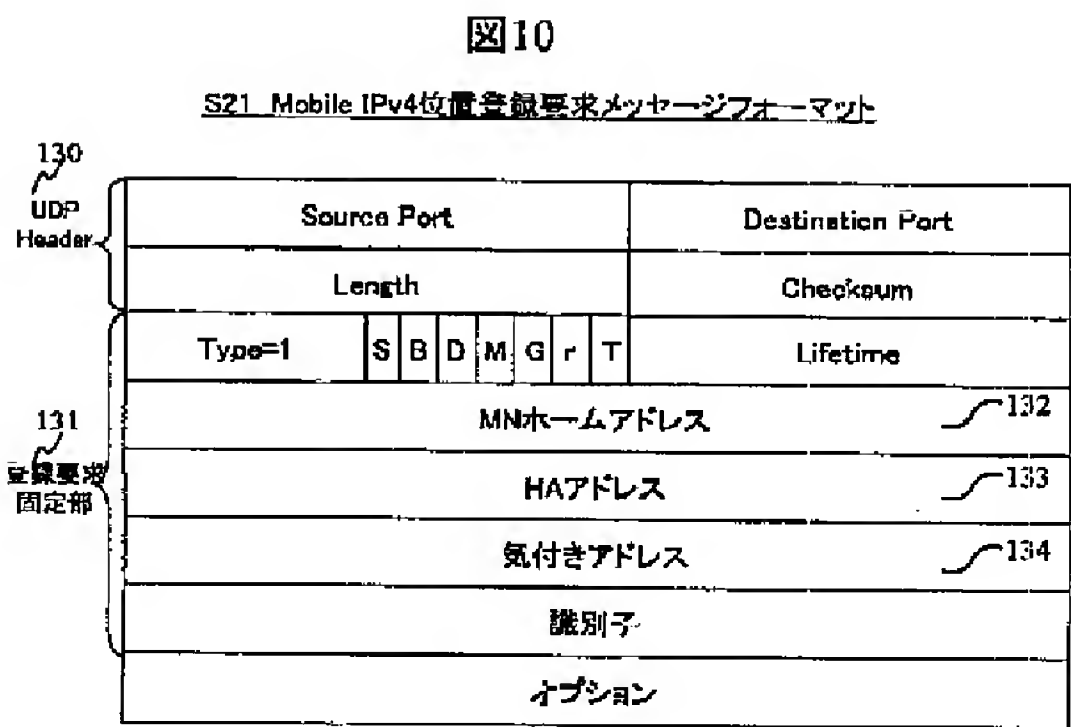 図10
S21 Mobile IPv4位置登録要求メッセージフォーマット
130
UDP
Header
Source Port
Destination Port
Length
Checksum
Type=1
S B D M G r T
Lifetime
131
登録要求
固定部
MNホームアドレス
132
HAアドレス
133
気付きアドレス
134
識別子
オプション